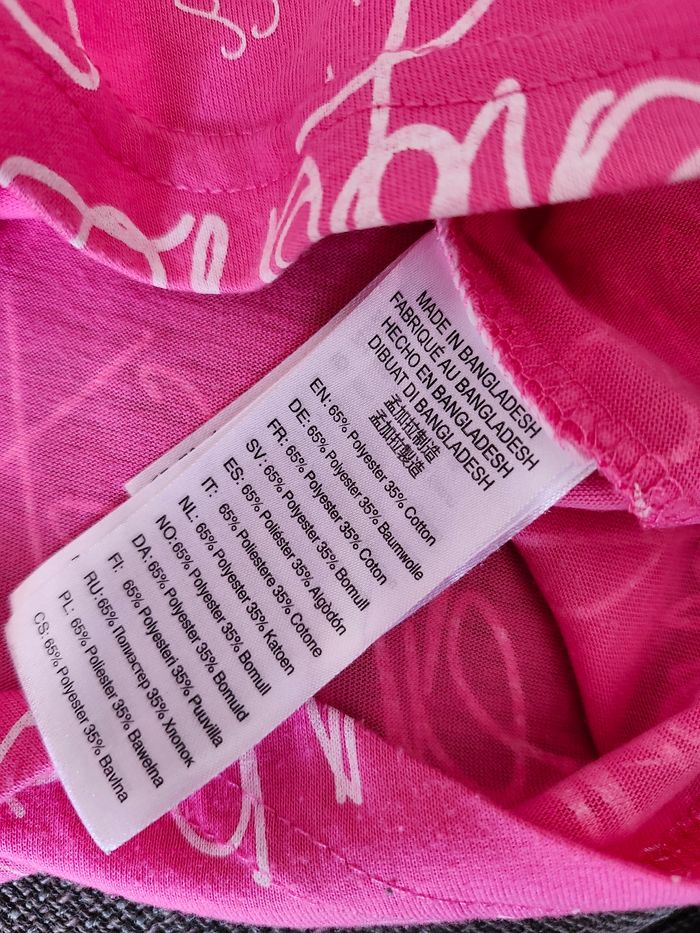 MADE IN BANGLADESH
FABRIQUÉ AU BANGLADESH
HECHO EN BANGLADESH
DIBUAT DI BANGLADESH
孟加拉制造
孟加拉製造
EN: 65% Polyester 35% Cotton
DE: 65% Polyester 35% Baumwolle
FR: 65% Polyester 35% Coton
SV: 65% Polyester 35% Bomull
ES: 65% Poliéster 35% Algodón
IT: 65% Poliestere 35% Cotone
NL: 65% Polyester 35% Katoen
NO: 65% Polyester 35% Bomull
DA: 65% Polyester 35% Bomuld
FI: 65% Polyesteri 35% Puuvilla
RU: 65% Полиэстер 35% Хлопок
PL: 65% Poliester 35% Bawełna
CS: 65% Polyester 35% Bavlna